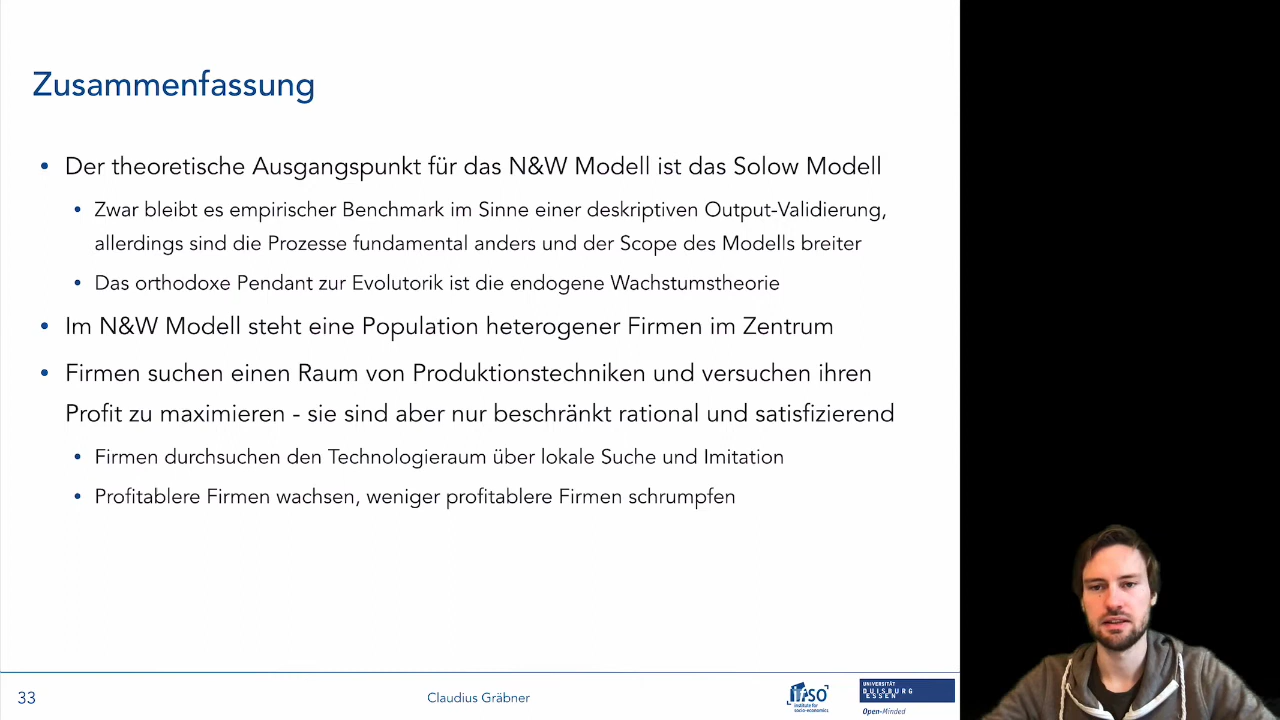 Zusammenfassung
• Der theoretische Ausgangspunkt für das N&W Modell ist das Solow Modell
• Zwar bleibt es empirischer Benchmark im Sinne einer deskriptiven Output-Validierung,
allerdings sind die Prozesse fundamental anders und der Scope des Modells breiter
• Das orthodoxe Pendant zur Evolutorik ist die endogene Wachstumstheorie
• Im N&W Modell steht eine Population heterogener Firmen im Zentrum
• Firmen suchen einen Raum von Produktionstechniken und versuchen ihren
Profit zu maximieren - sie sind aber nur beschränkt rational und satisfizierend
• Firmen durchsuchen den Technologieraum über lokale Suche und Imitation
• Profitablere Firmen wachsen, weniger profitablere Firmen schrumpfen
33
Claudius Gräbner
ifso
institute for
socio-economics
UNIVERSITÄT
DUISBURG
ESSEN
Open-Minded